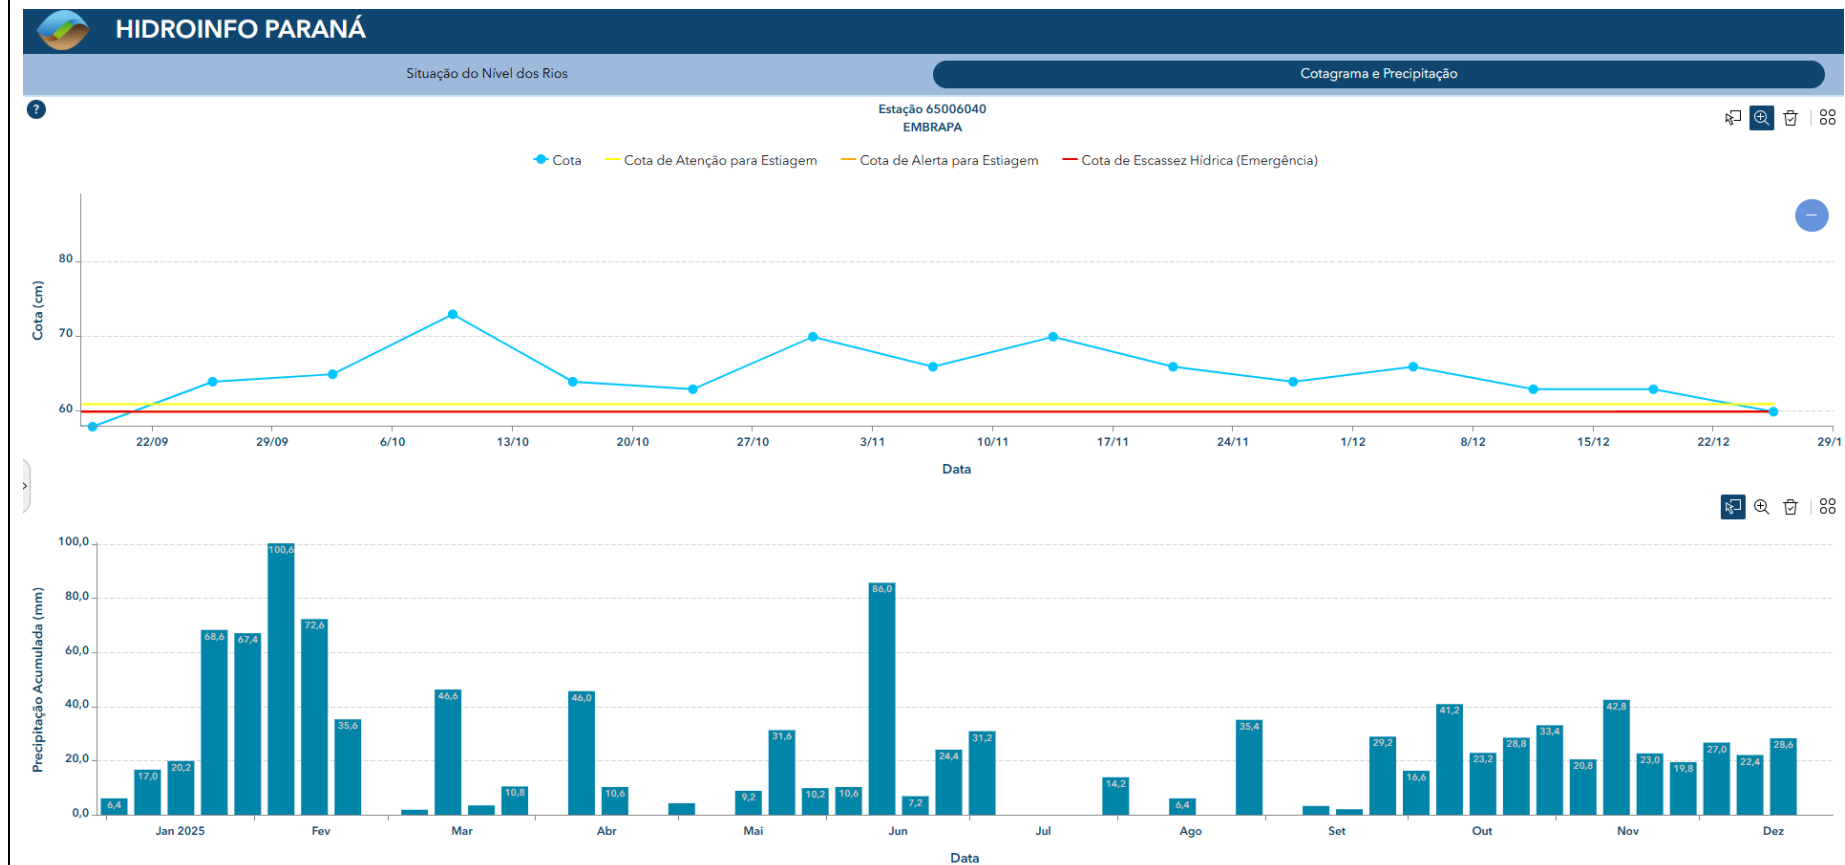 HIDROINFO PARANÁ
Situação do Nível dos Rios
Cotagrama e Precipitação
?
Estação 65006040
EMBRAPA
Cota
Cota de Atenção para Estiagem
Cota de Alerta para Estiagem
Cota de Escassez Hídrica (Emergência)
Cota (cm)
80
70
60
22/09 29/09 6/10 13/10 20/10 27/10 3/11 10/11 17/11 24/11 1/12 8/12 15/12 22/12 29/1
Data
Precipitação Acumulada (mm)
100,0
80,0
60,0
40,0
20,0
0,0
6,4 17,0 20,2 68,6 67,4 100,6 72,6 35,6 46,6 10,8 46,0 10,6 9,2 31,6 10,2 10,6 86,0 7,2 24,4 31,2 14,2 6,4 35,4 29,2 16,6 41,2 23,2 28,8 33,4 20,8 42,8 23,0 19,8 27,0 22,4 28,6
Jan 2025 Fev Mar Abr Mai Jun Jul Ago Set Out Nov Dez
Data